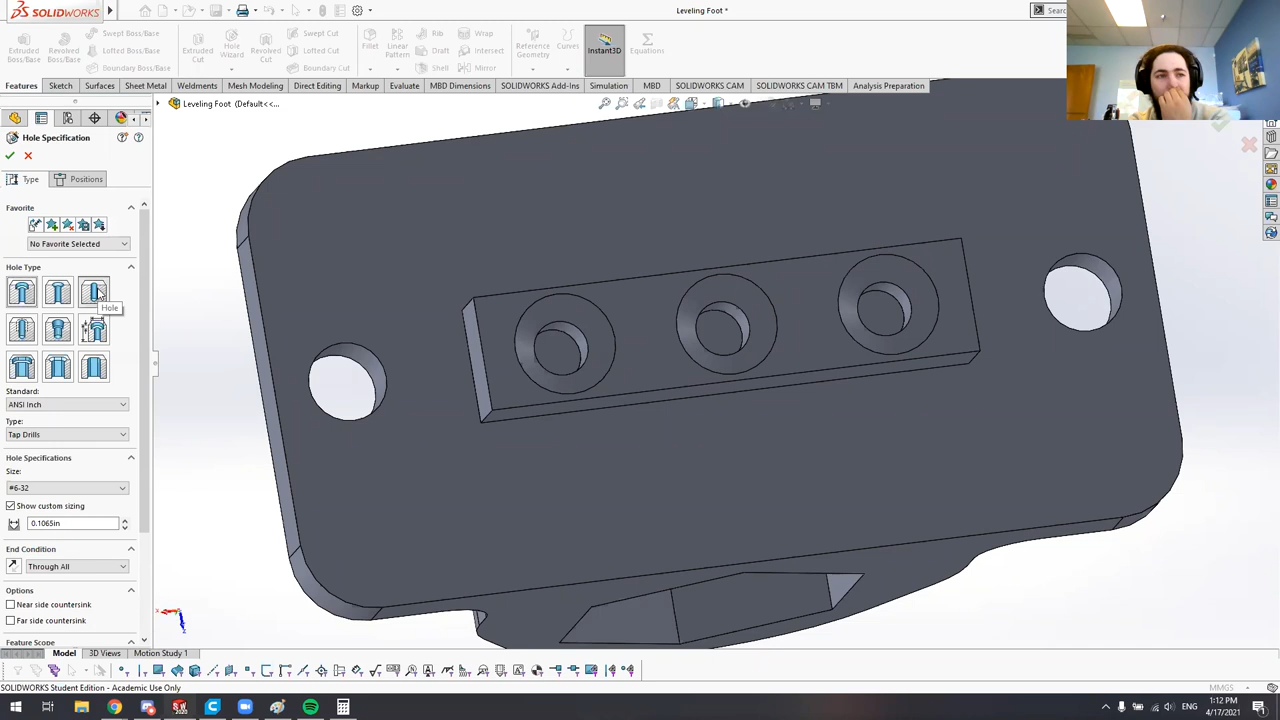 SOLIDWORKS
Leveling Foot *
Sear
Extruded Boss/Base
Revolved Boss/Base
Swept Boss/Base
Lofted Boss/Base
Boundary Boss/Base
Extruded Cut
Hole Wizard
Revolved Cut
Swept Cut
Lofted Cut
Boundary Cut
Fillet
Linear Pattern
Rib
Draft
Shell
Wrap
Intersect
Mirror
Reference Geometry
Curves
Instant3D
Equations
Features Sketch Surfaces Sheet Metal Mesh Modeling Weldments Direct Editing Markup Evaluate MBD Dimensions SOLIDWORKS Add-Ins Simulation MBD SOLIDWORKS CAM SOLIDWORKS CAM TBM Analysis Preparation
Leveling Foot (Default<<...
Hole Specification
Type Positions
Favorite
No Favorite Selected
Hole Type
Hole
Standard:
ANSI Inch
Type:
Tap Drills
Hole Specifications
Size:
#6-32
Show custom sizing
0.1065in
End Condition
Through All
Options
Near side countersink
Far side countersink
Feature Scope
Model 3D Views Motion Study 1
SOLIDWORKS Student Edition - Academic Use Only
MMGS
ENG
1:12 PM
4/17/2021